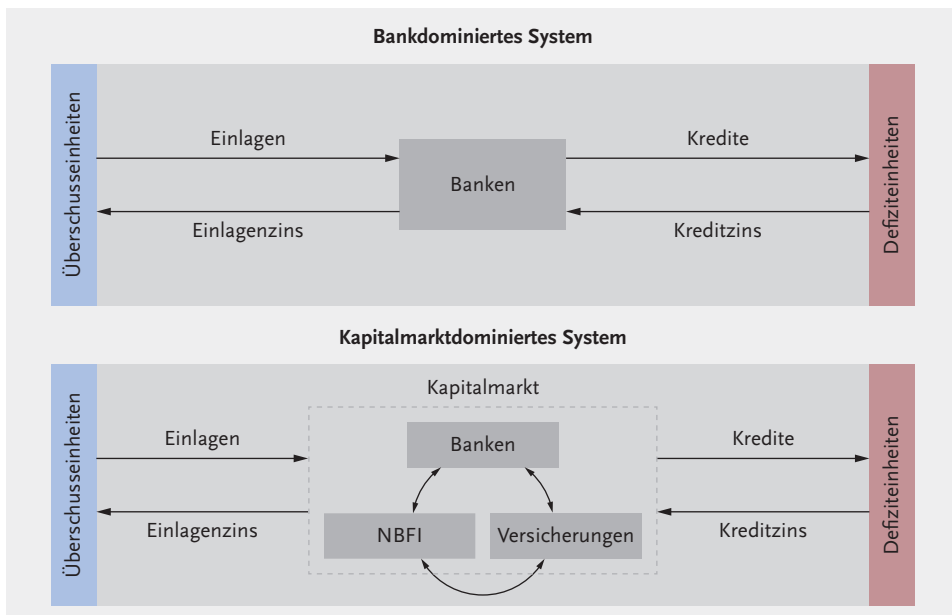 Bankdominiertes System
Überschusseinheiten
Einlagen
Einlagenzins
Banken
Kredite
Kreditzins
Defiziteinheiten
Kapitalmarktdominiertes System
Überschusseinheiten
Einlagen
Einlagenzins
Kapitalmarkt
Banken
NBFI
Versicherungen
Kredite
Kreditzins
Defiziteinheiten